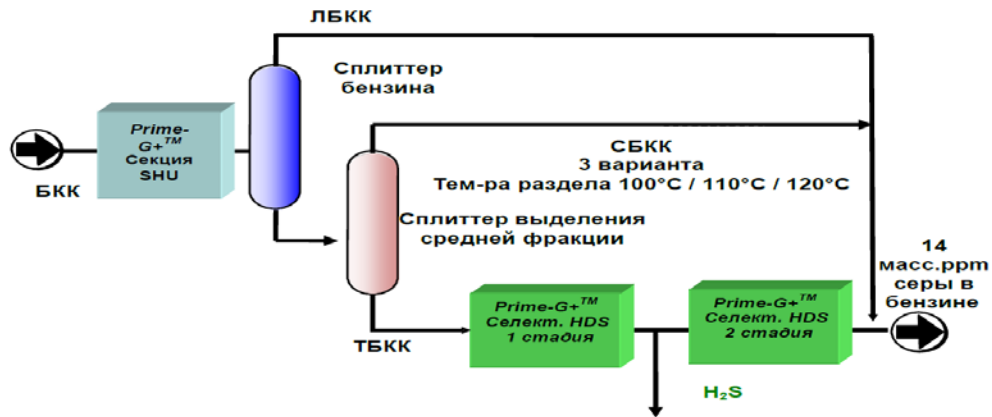 ЛБКК
Сплиттер
бензина
Prime-
G+™
Секция
SHU
БКК
СБКК
3 варианта
Тем-ра раздела 100°C / 110°C / 120°C
Сплиттер выделения
средней фракции
14
масс.ppm
серы в
бензине
Prime-G+™
Селект. HDS
1 стадия
Prime-G+™
Селект. HDS
2 стадия
ТБКК
H₂S